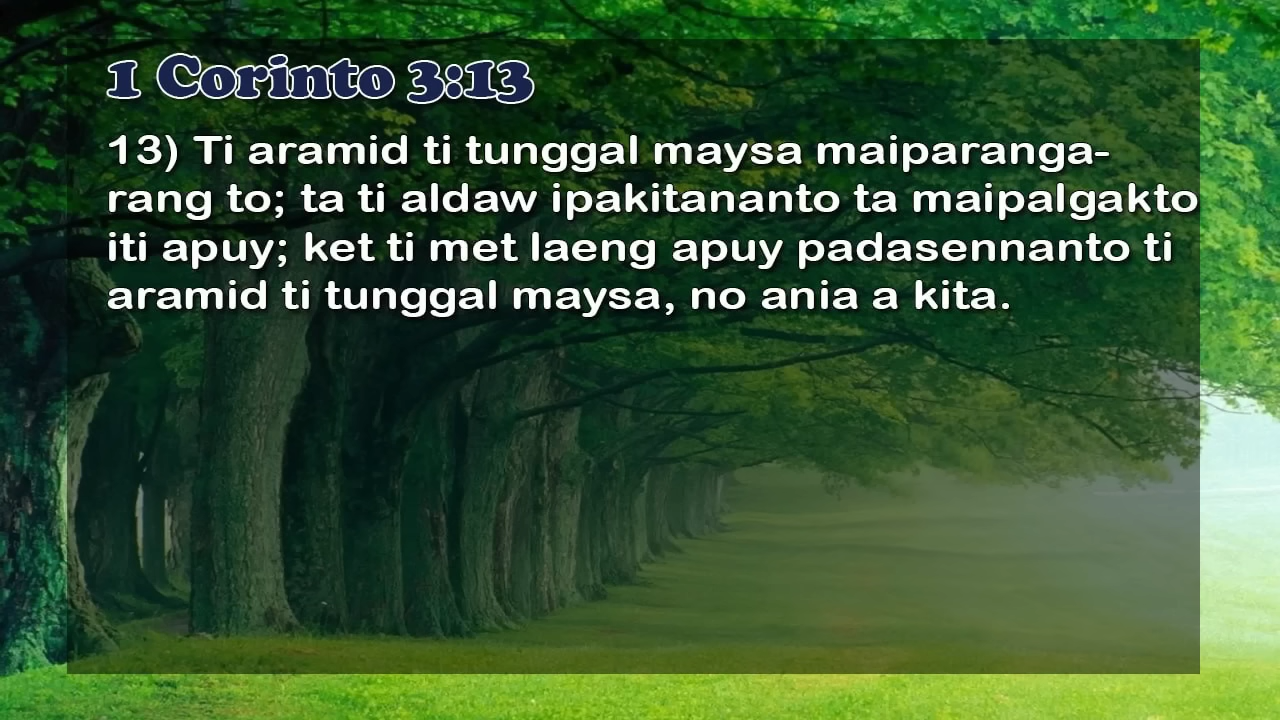 1 Corinto 3:13
13) Ti aramid ti tunggal maysa maiparanga-
rang to; ta ti aldaw ipakitananto ta maipalgakto
iti apuy; ket ti met laeng apuy padasennanto ti
aramid ti tunggal maysa, no ania a kita.